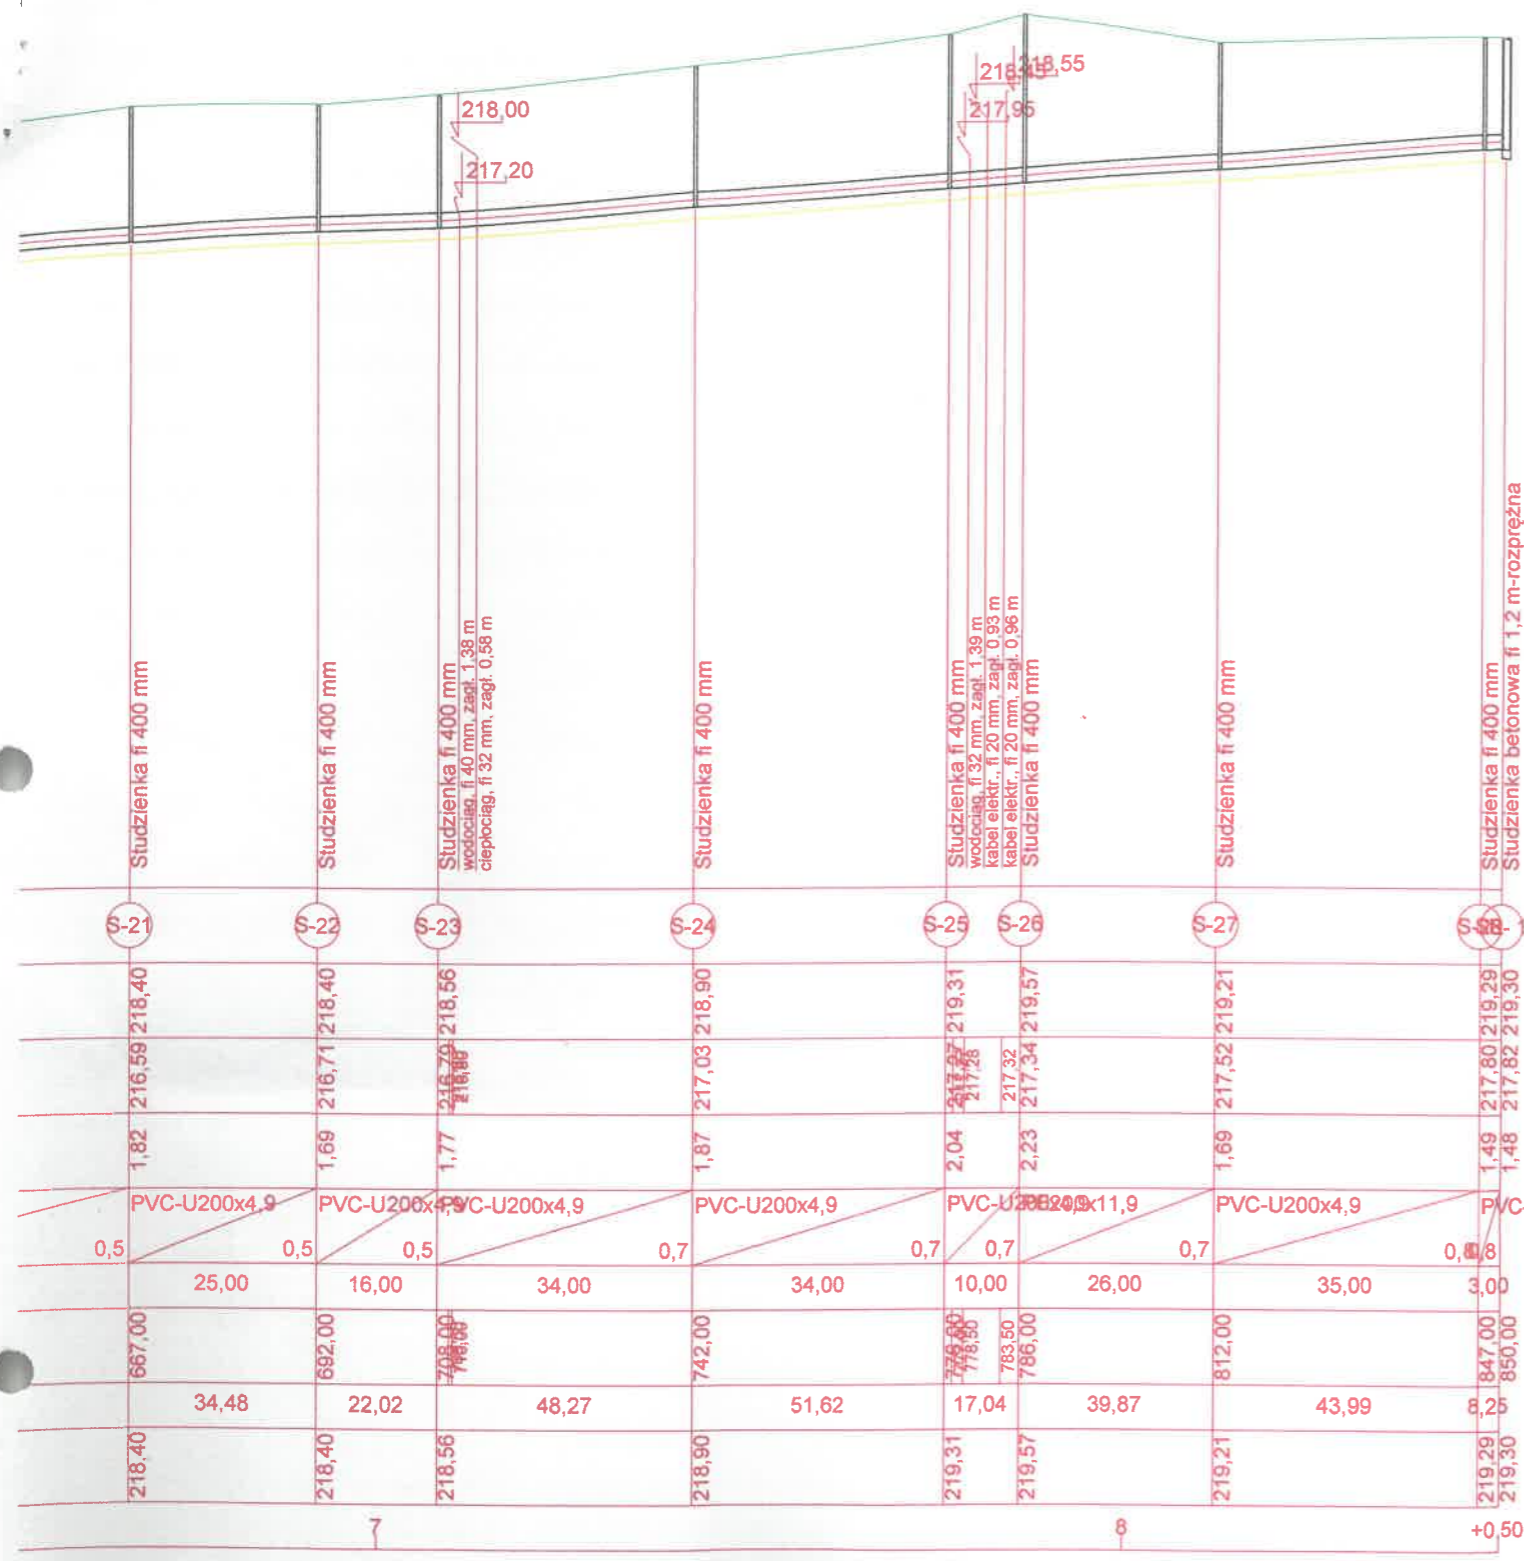 218,55
218,00
217,95
217,20
Studzienka fi 400 mm
Studzienka fi 400 mm
Studzienka fi 400 mm
wodociąg, fi 40 mm, zagł. 1,38 m
ciepłociąg, fi 32 mm, zagł. 0,58 m
Studzienka fi 400 mm
Studzienka fi 400 mm
wodociąg, fi 32 mm, zagł. 1,39 m
kabel elektr., fi 20 mm, zagł. 0,93 m
kabel elektr., fi 20 mm, zagł. 0,96 m
Studzienka fi 400 mm
Studzienka fi 400 mm
Studzienka fi 400 mm
Studzienka betonowa fi 1,2 m-rozprężna
S-21 S-22 S-23 S-24 S-25 S-26 S-27
218,40 218,40 218,56 218,90 219,31 219,57 219,21 219,29 219,30
216,59 216,71 216,79 217,03 217,28 217,32 217,34 217,52 217,80 217,82
1,82 1,69 1,77 1,87 2,04 2,23 1,69 1,49 1,48
PVC-U200x4,9 PVC-U200x4,9 PVC-U200x4,9 PVC-U200x4,9 PVC-U200x4,9
0,5 0,5 0,5 0,7 0,7 0,7 0,7 0,8
25,00 16,00 34,00 34,00 10,00 26,00 35,00 3,00
667,00 692,00 708,00 742,00 776,00 778,50 783,50 786,00 812,00 847,00 850,00
34,48 22,02 48,27 51,62 17,04 39,87 43,99 8,25
218,40 218,40 218,56 218,90 219,31 219,57 219,21 219,29 219,30
7 8 +0,50